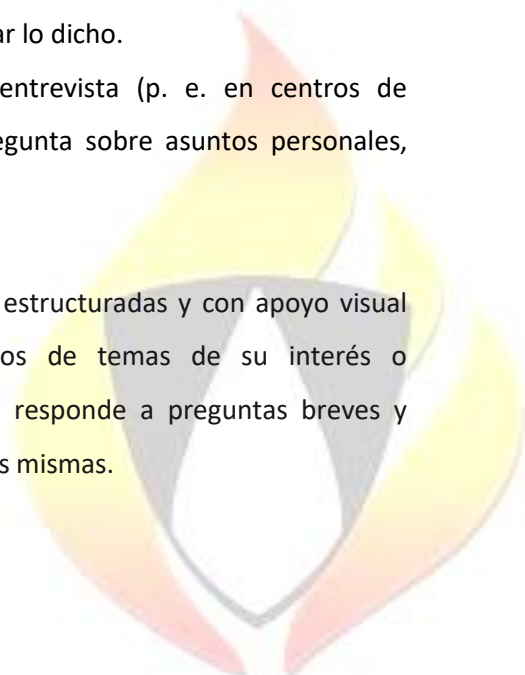 ar lo dicho.
entrevista (p. e. en centros de
egunta sobre asuntos personales,
estructuradas y con apoyo visual
os de temas de su interés o
responde a preguntas breves y
s mismas.